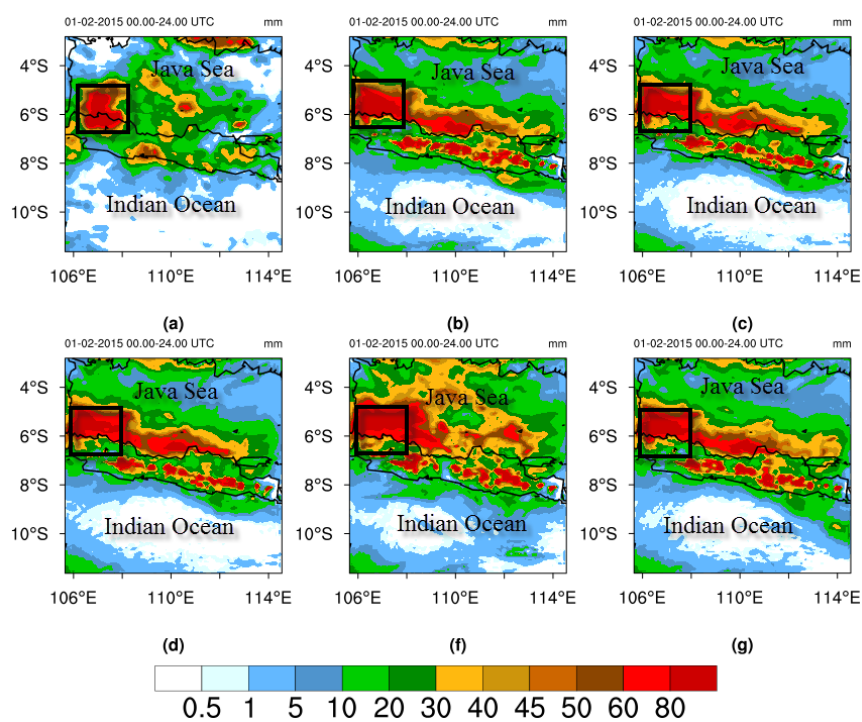 01-02-2015 00.00-24.00 UTC mm
01-02-2015 00.00-24.00 UTC mm
01-02-2015 00.00-24.00 UTC mm
4°S
6°S
8°S
10°S
Java Sea
Indian Ocean
106°E 110°E 114°E
4°S
6°S
8°S
10°S
Java Sea
Indian Ocean
106°E 110°E 114°E
4°S
6°S
8°S
10°S
Java Sea
Indian Ocean
106°E 110°E 114°E
(a) (b) (c)
01-02-2015 00.00-24.00 UTC mm
01-02-2015 00.00-24.00 UTC mm
01-02-2015 00.00-24.00 UTC mm
4°S
6°S
8°S
10°S
Java Sea
Indian Ocean
106°E 110°E 114°E
4°S
6°S
8°S
10°S
Java Sea
Indian Ocean
106°E 110°E 114°E
4°S
6°S
8°S
10°S
Java Sea
Indian Ocean
106°E 110°E 114°E
(d) (f) (g)
0.5 1 5 10 20 30 40 45 50 60 80